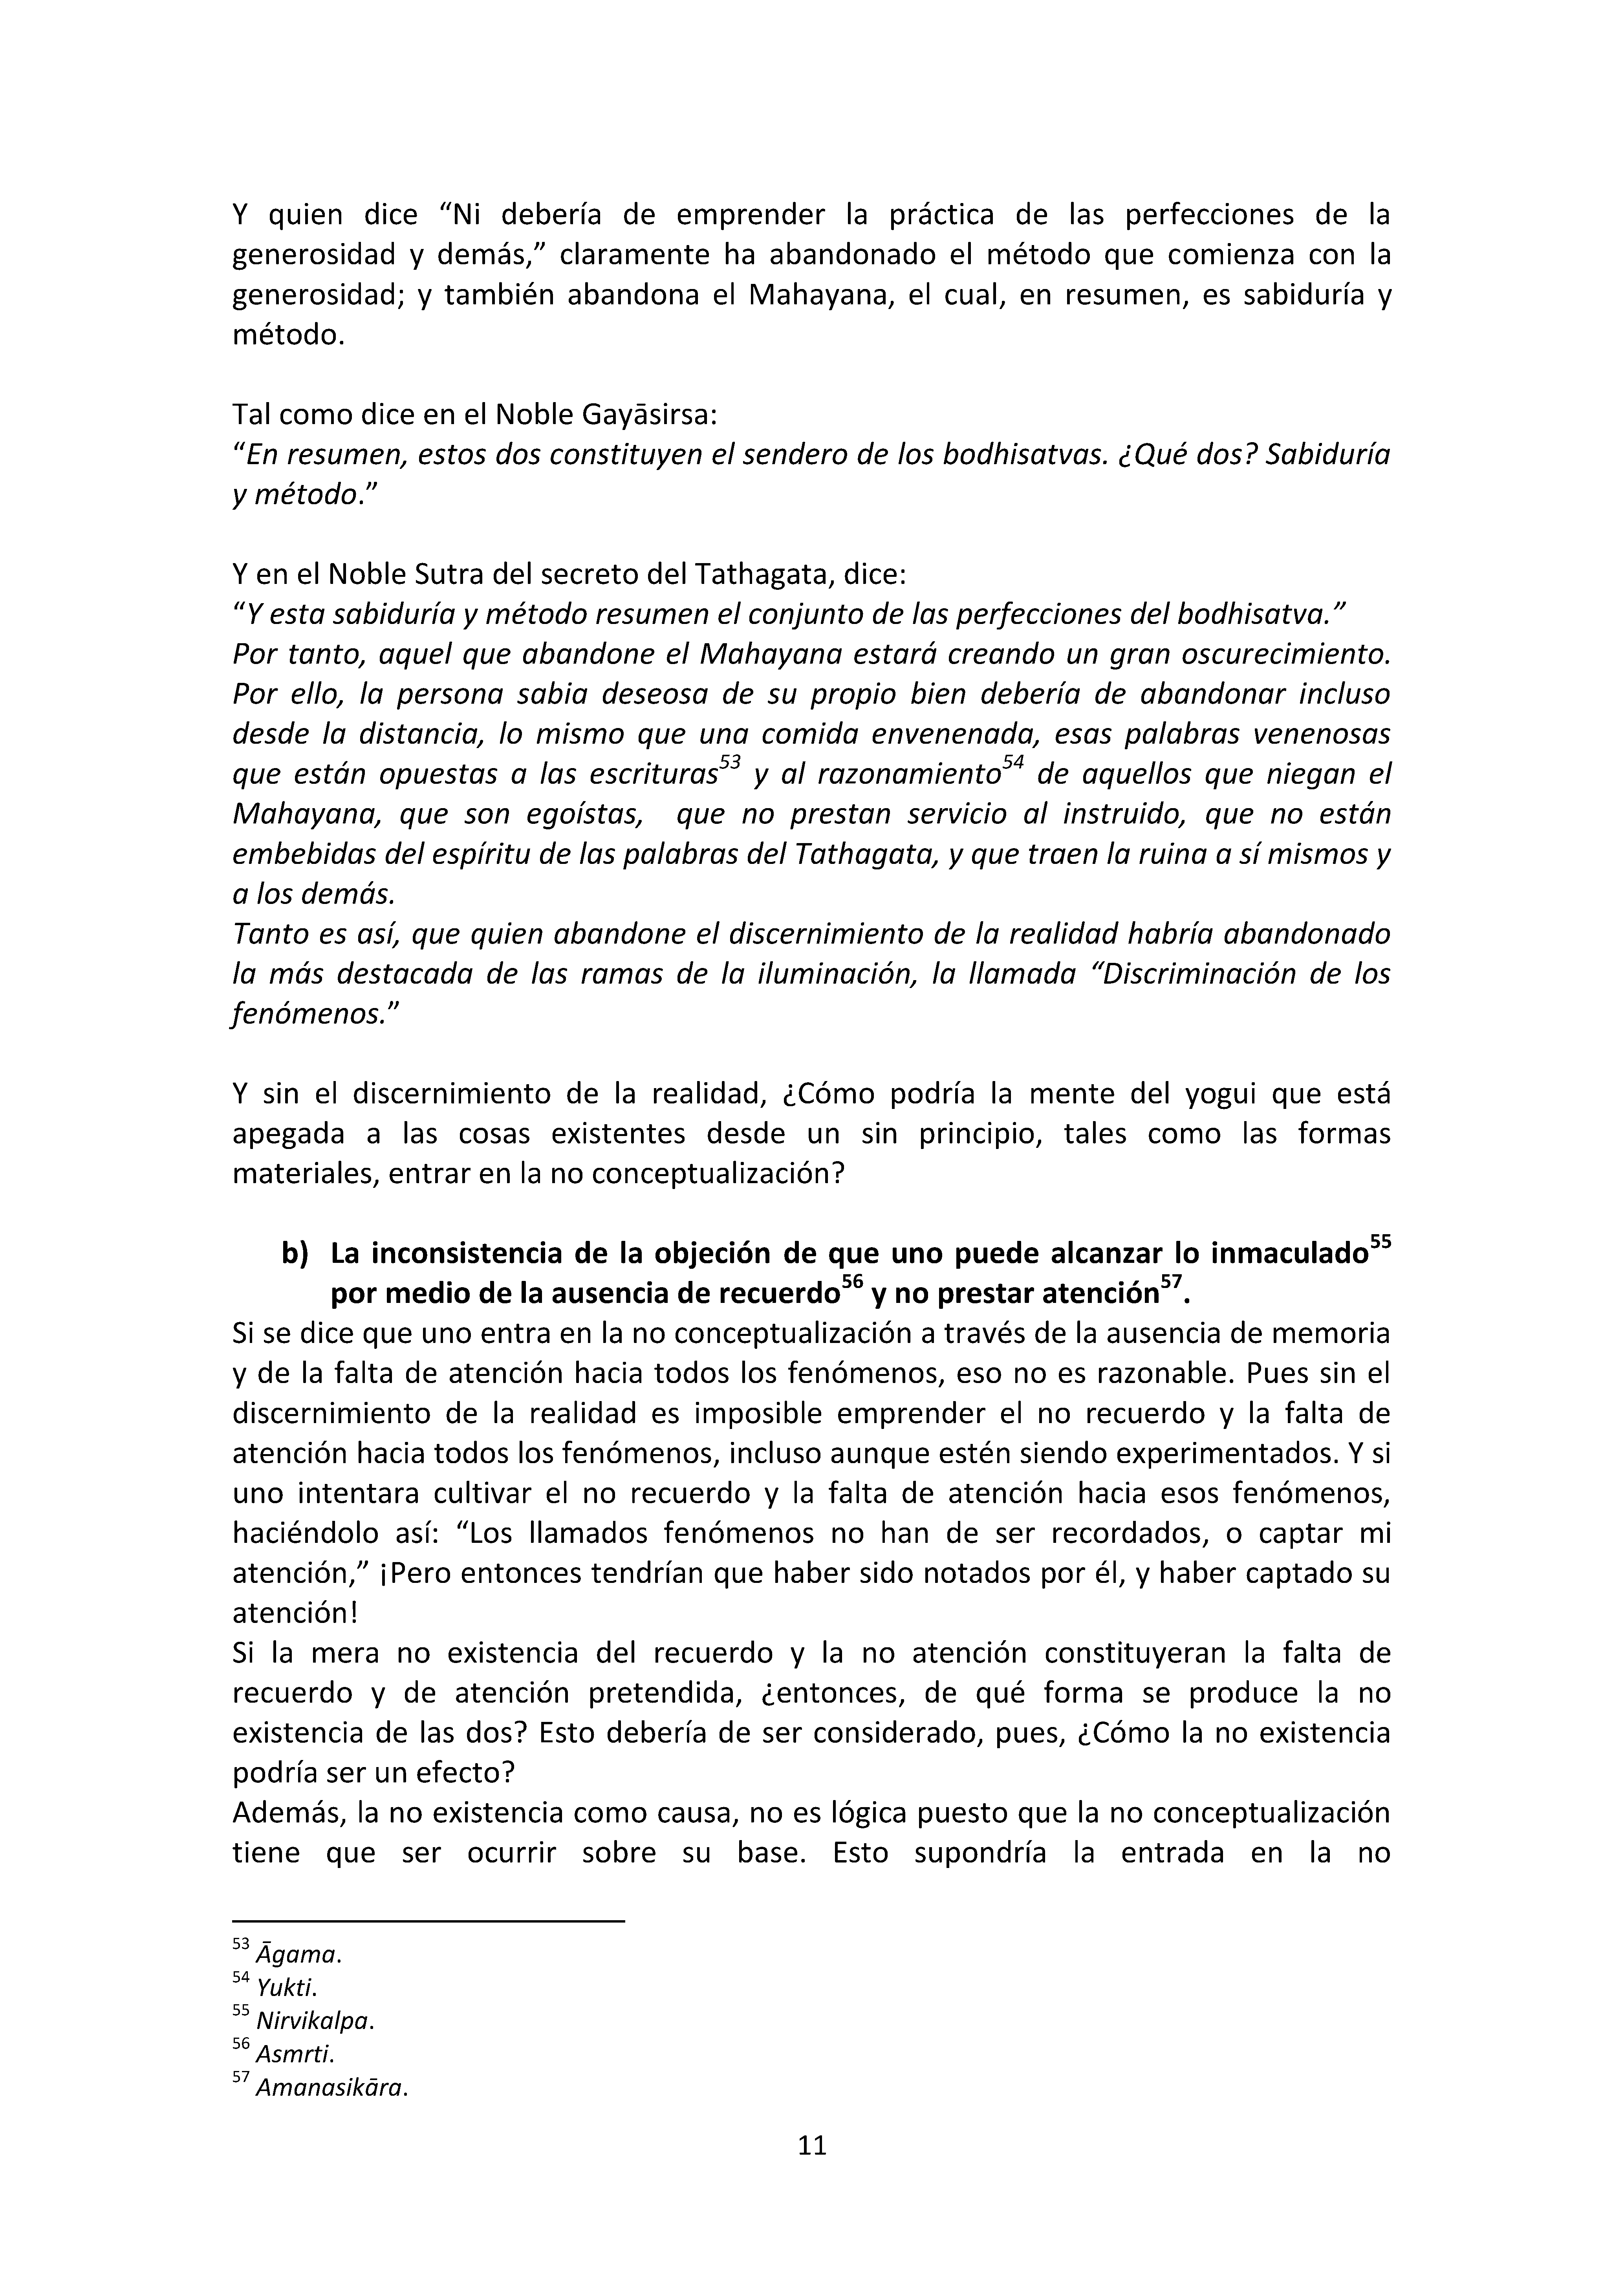 Y quien dice “Ni debería de emprender la práctica de las perfecciones de la
generosidad y demás,” claramente ha abandonado el método que comienza con la
generosidad; y también abandona el Mahayana, el cual, en resumen, es sabiduría y
método.
Tal como dice en el Noble Gayāsirsa:
“En resumen, estos dos constituyen el sendero de los bodhisatvas. ¿Qué dos? Sabiduría
y método.”
Y en el Noble Sutra del secreto del Tathagata, dice:
“Y esta sabiduría y método resumen el conjunto de las perfecciones del bodhisatva.”
Por tanto, aquel que abandone el Mahayana estará creando un gran oscurecimiento.
Por ello, la persona sabia deseosa de su propio bien debería de abandonar incluso
desde la distancia, lo mismo que una comida envenenada, esas palabras venenosas
que están opuestas a las escrituras53 y al razonamiento54 de aquellos que niegan el
Mahayana, que son egoístas, que no prestan servicio al instruido, que no están
embebidas del espíritu de las palabras del Tathagata, y que traen la ruina a sí mismos y
a los demás.
Tanto es así, que quien abandone el discernimiento de la realidad habría abandonado
la más destacada de las ramas de la iluminación, la llamada “Discriminación de los
fenómenos.”
Y sin el discernimiento de la realidad, ¿Cómo podría la mente del yogui que está
apegada a las cosas existentes desde un sin principio, tales como las formas
materiales, entrar en la no conceptualización?
b) La inconsistencia de la objeción de que uno puede alcanzar lo inmaculado55
por medio de la ausencia de recuerdo56 y no prestar atención57.
Si se dice que uno entra en la no conceptualización a través de la ausencia de memoria
y de la falta de atención hacia todos los fenómenos, eso no es razonable. Pues sin el
discernimiento de la realidad es imposible emprender el no recuerdo y la falta de
atención hacia todos los fenómenos, incluso aunque estén siendo experimentados. Y si
uno intentara cultivar el no recuerdo y la falta de atención hacia esos fenómenos,
haciéndolo así: “Los llamados fenómenos no han de ser recordados, o captar mi
atención,” ¡Pero entonces tendrían que haber sido notados por él, y haber captado su
atención!
Si la mera no existencia del recuerdo y la no atención constituyeran la falta de
recuerdo y de atención pretendida, ¿entonces, de qué forma se produce la no
existencia de las dos? Esto debería de ser considerado, pues, ¿Cómo la no existencia
podría ser un efecto?
Además, la no existencia como causa, no es lógica puesto que la no conceptualización
tiene que ser ocurrir sobre su base. Esto supondría la entrada en la no
53 Āgama.
54 Yukti.
55 Nirvikalpa.
56 Asmrti.
57 Amanasikāra.
11